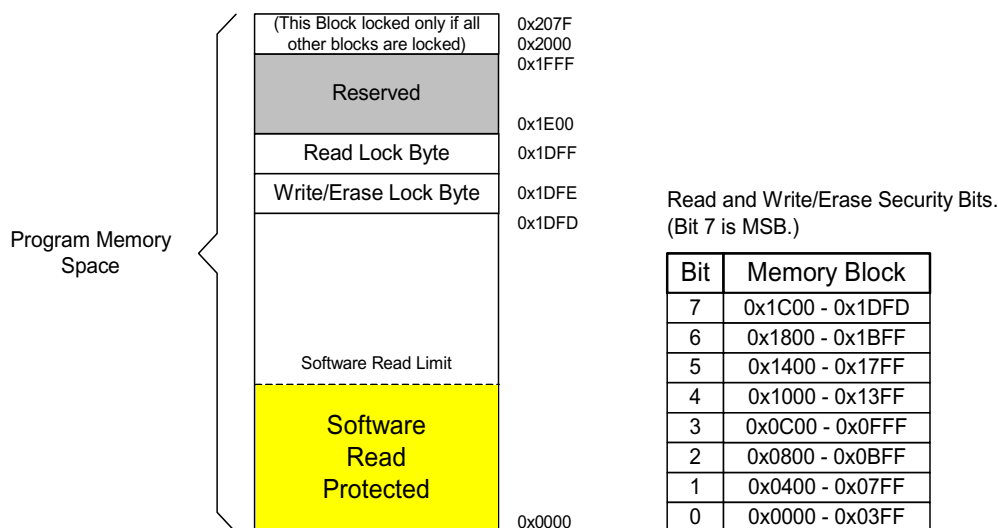 (This Block locked only if all
other blocks are locked)
0x207F
0x2000
0x1FFF
Reserved
0x1E00
Read Lock Byte
0x1DFF
Write/Erase Lock Byte
0x1DFE
0x1DFD
Program Memory
Space
Software Read Limit
Software
Read
Protected
0x0000
Read and Write/Erase Security Bits.
(Bit 7 is MSB.)
Bit Memory Block
7 0x1C00 - 0x1DFD
6 0x1800 - 0x1BFF
5 0x1400 - 0x17FF
4 0x1000 - 0x13FF
3 0x0C00 - 0x0FFF
2 0x0800 - 0x0BFF
1 0x0400 - 0x07FF
0 0x0000 - 0x03FF